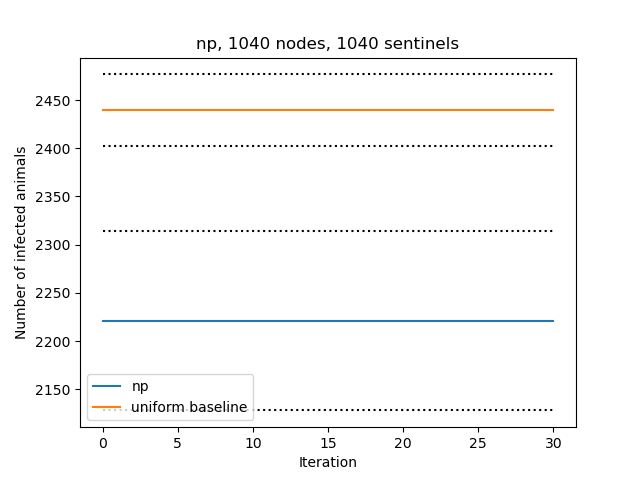 np, 1040 nodes, 1040 sentinels
Number of infected animals
2450
2400
2350
2300
2250
2200
2150
np
uniform baseline
0 5 10 15 20 25 30
Iteration